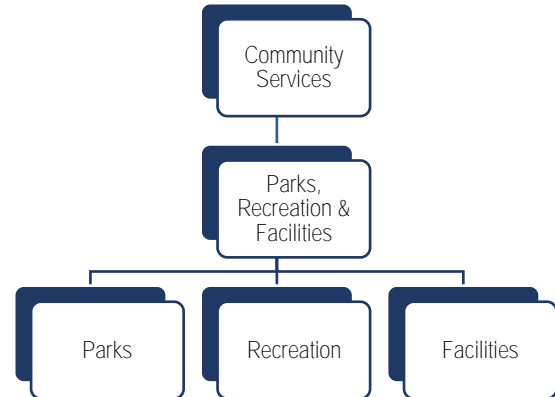 Community
Services
Parks,
Recreation &
Facilities
Parks
Recreation
Facilities